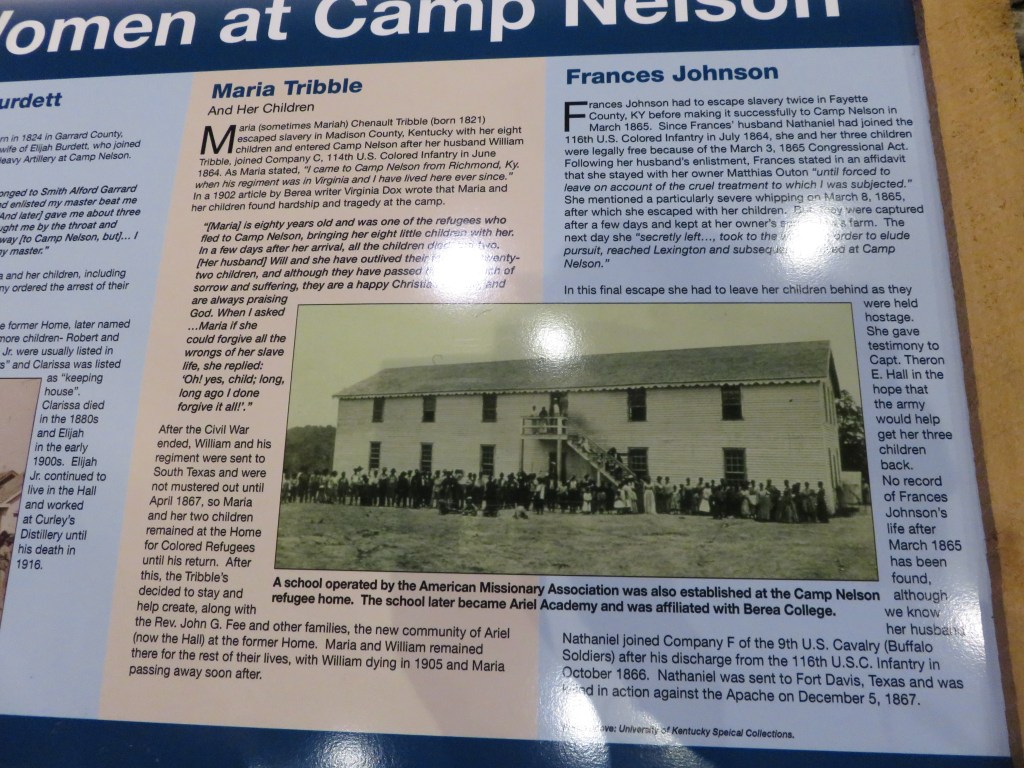 Women at Camp Nelson
urdett
rn in 1824 in Garrard County,
wife of Elijah Burdett, who joined
eavy Artillery at Camp Nelson.
onged to Smith Alford Garrard
d enlisted my master beat me
And later] gave me about three
ught me by the throat and
way [to Camp Nelson, but]... I
my master."
a and her children, including
my ordered the arrest of their
e former Home, later named
more children- Robert and
Jr. were usually listed in
s" and Clarissa was listed
as "keeping
house".
Clarissa died
in the 1880s
and Elijah
in the early
1900s. Elijah
Jr. continued to
live in the Hall
and worked
at Curley's
Distillery until
his death in
1916.
Maria Tribble
And Her Children
Maria (sometimes Mariah) Chenault Tribble (born 1821)
escaped slavery in Madison County, Kentucky with her eight
children and entered Camp Nelson after her husband William
Tribble, joined Company C, 114th U.S. Colored Infantry in June
1864. As Maria stated, "I came to Camp Nelson from Richmond, Ky.
when his regiment was in Virginia and I have lived here ever since."
In a 1902 article by Berea writer Virginia Dox wrote that Maria and
her children found hardship and tragedy at the camp.
"[Maria] is eighty years old and was one of the refugees who
fled to Camp Nelson, bringing her eight little children with her.
In a few days after her arrival, all the children two.
[Her husband] Will and she have outlived their twenty-
two children, and although they have passed of
sorrow and suffering, they are a happy Christian and
are always praising
God. When I asked
...Maria if she
could forgive all the
wrongs of her slave
life, she replied:
'Oh! yes, child; long,
long ago I done
forgive it all!'."
After the Civil War
ended, William and his
regiment were sent to
South Texas and were
not mustered out until
April 1867, so Maria
and her two children
remained at the Home
for Colored Refugees
until his return. After
this, the Tribble's
decided to stay and
help create, along with
the Rev. John G. Fee and other families, the new community of Ariel
(now the Hall) at the former Home. Maria and William remained
there for the rest of their lives, with William dying in 1905 and Maria
passing away soon after.
A school operated by the American Missionary Association was also established at the Camp Nelson
refugee home. The school later became Ariel Academy and was affiliated with Berea College.
Frances Johnson
Frances Johnson had to escape slavery twice in Fayette
County, KY before making it successfully to Camp Nelson in
March 1865. Since Frances' husband Nathaniel had joined the
116th U.S. Colored Infantry in July 1864, she and her three children
were legally free because of the March 3, 1865 Congressional Act.
Following her husband's enlistment, Frances stated in an affidavit
that she stayed with her owner Matthias Outon "until forced to
leave on account of the cruel treatment to which I was subjected."
She mentioned a particularly severe whipping on March 8, 1865,
after which she escaped with her children. But they were captured
after a few days and kept at her owner's farm. The
next day she "secretly left..., took to the order to elude
pursuit, reached Lexington and at Camp
Nelson."
In this final escape she had to leave her children behind as they
were held
hostage.
She gave
testimony to
Capt. Theron
E. Hall in the
hope that
the army
would help
get her three
children
back.
No record
of Frances
Johnson's
life after
March 1865
has been
found,
although
we know
her husband
Nathaniel joined Company F of the 9th U.S. Cavalry (Buffalo
Soldiers) after his discharge from the 116th U.S.C. Infantry in
October 1866. Nathaniel was sent to Fort Davis, Texas and was
killed in action against the Apache on December 5, 1867.
University of Kentucky Speical Collections.